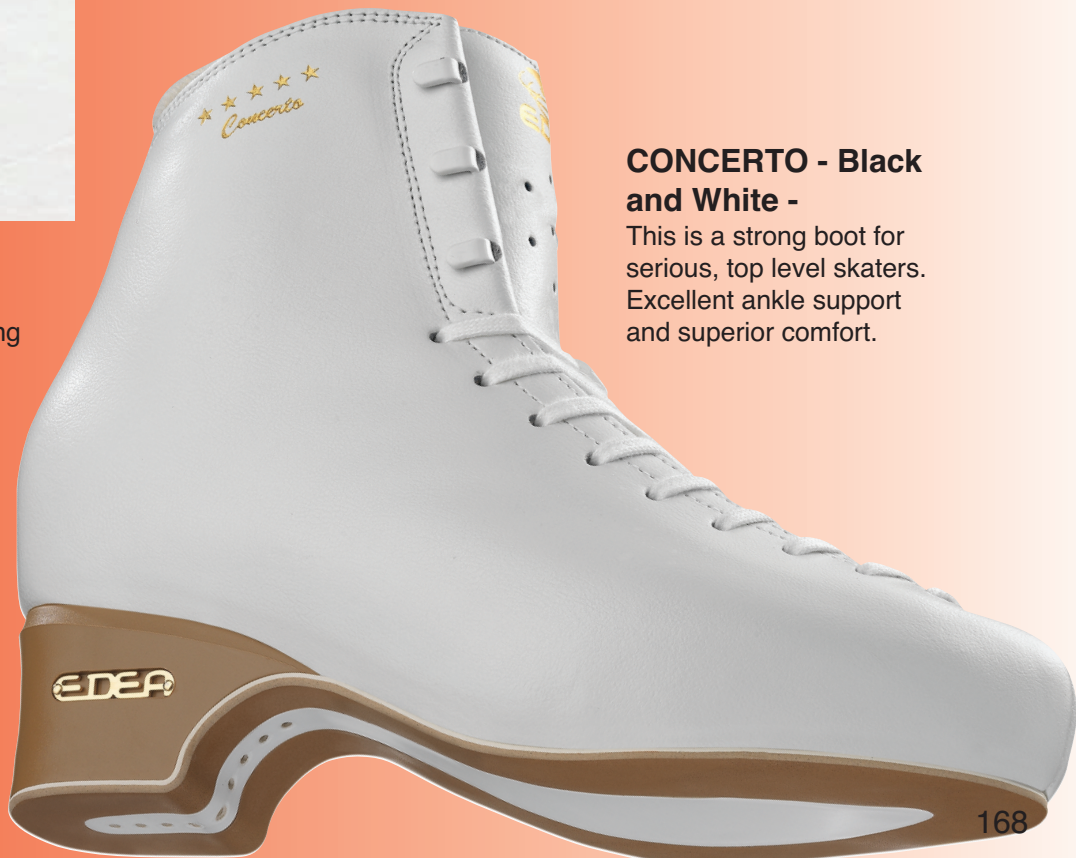 Concerto
CONCERTO - Black
and White -
This is a strong boot for
serious, top level skaters.
Excellent ankle support
and superior comfort.
ng
EDEA
168